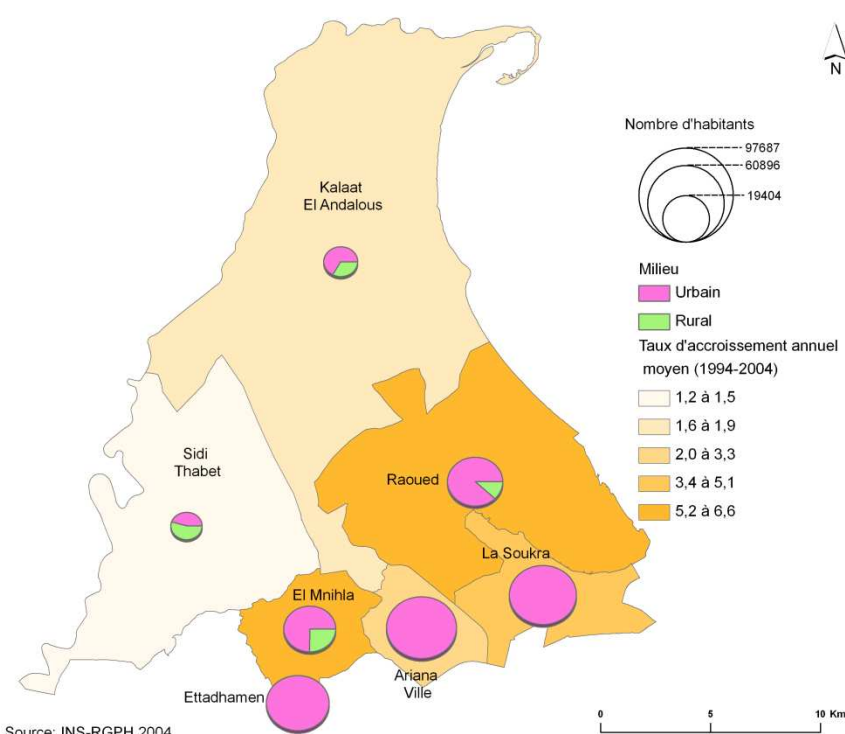 N
Nombre d'habitants
97687
60896
19404
Milieu
Urbain
Rural
Taux d'accroissement annuel
moyen (1994-2004)
1,2 à 1,5
1,6 à 1,9
2,0 à 3,3
3,4 à 5,1
5,2 à 6,6
Kalaat
El Andalous
Sidi
Thabet
Raoued
La Soukra
El Mnihla
Ariana
Ville
Ettadhamen
Source: INS-RGPH 2004
0 5 10 Km